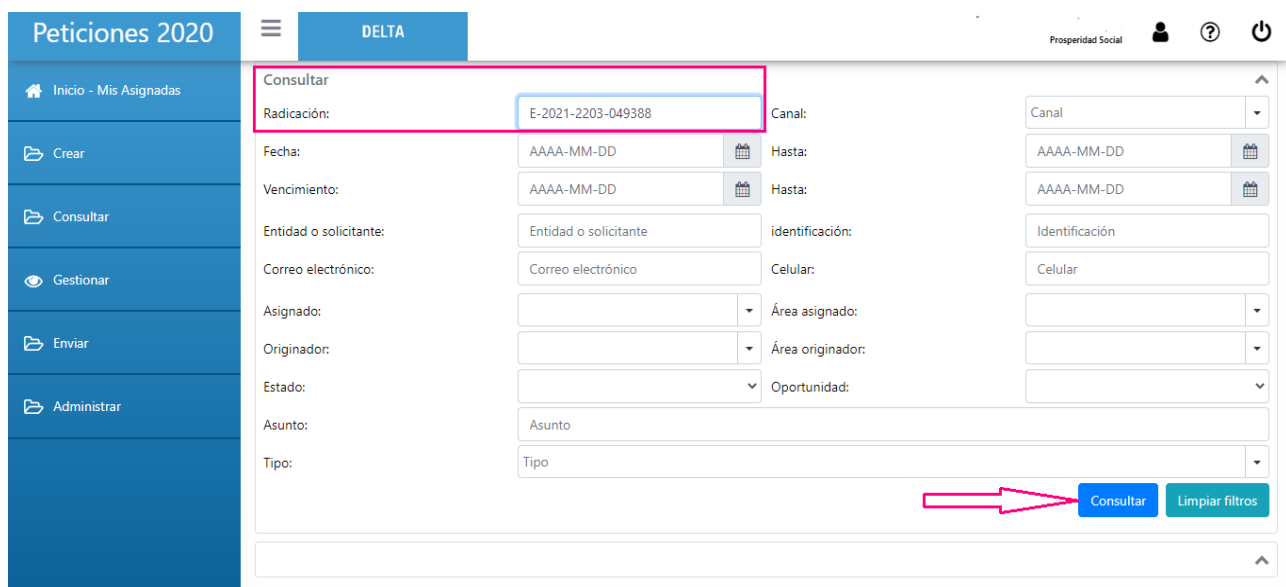 Peticiones 2020
DELTA
Prosperidad Social
Inicio - Mis Asignadas
Crear
Consultar
Gestionar
Enviar
Administrar
Consultar
Radicación: E-2021-2203-049388 Canal: Canal
Fecha: AAAA-MM-DD Hasta: AAAA-MM-DD
Vencimiento: AAAA-MM-DD Hasta: AAAA-MM-DD
Entidad o solicitante: Entidad o solicitante identificación: Identificación
Correo electrónico: Correo electrónico Celular: Celular
Asignado: Área asignado:
Originador: Área originador:
Estado: Oportunidad:
Asunto: Asunto
Tipo: Tipo
Consultar Limpiar filtros